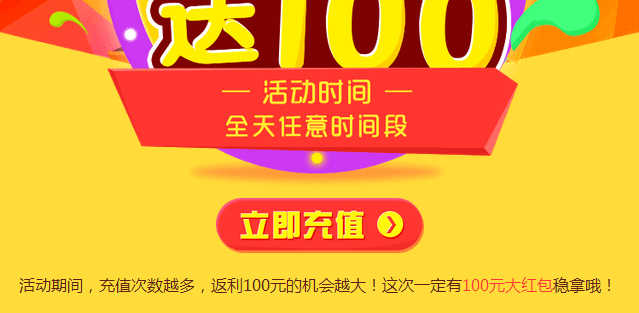 送100
— 活动时间 —
全天任意时间段
立即充值
活动期间，充值次数越多，返利100元的机会越大！这次一定有100元大红包稳拿哦！